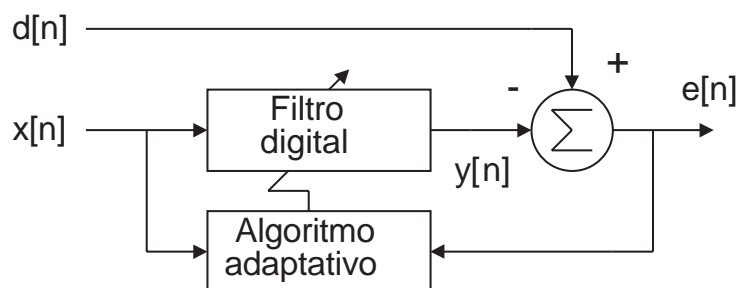 d[n]
+
-
e[n]
Filtro
digital
x[n]
Σ
y[n]
Algoritmo
adaptativo